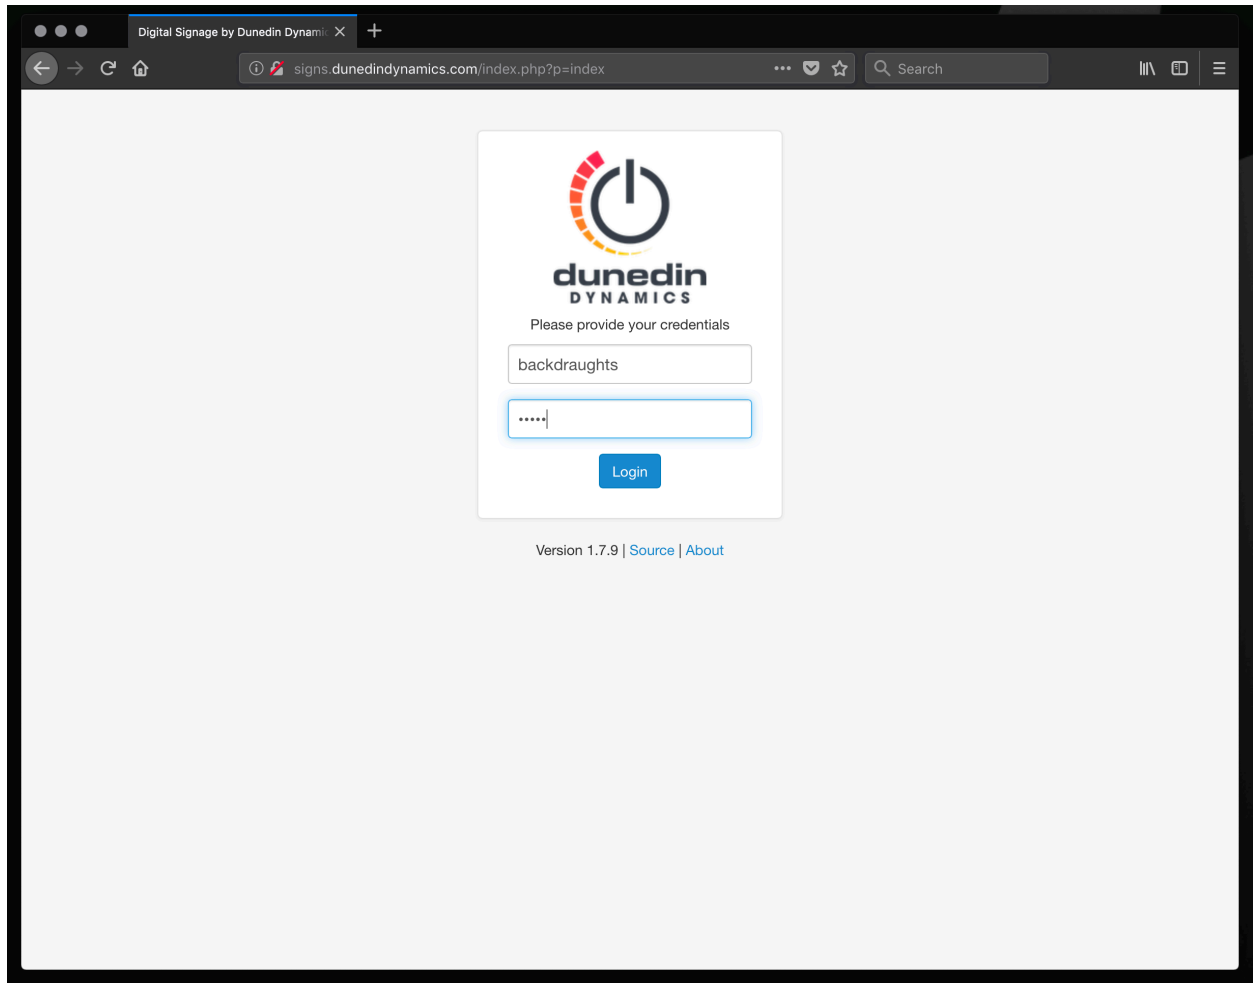 Digital Signage by Dunedin Dynamic
signs.dunedindynamics.com/index.php?p=index
Search
dunedin
DYNAMICS
Please provide your credentials
backdraughts
•••••
Login
Version 1.7.9 | Source | About